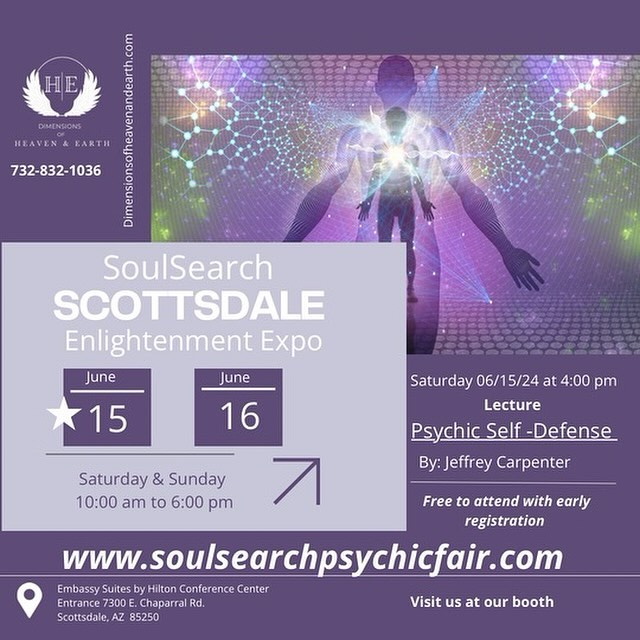 H|E
DIMENSIONS
OF
HEAVEN & EARTH
732-832-1036
Dimensionsofheavenandearth.com
SoulSearch
SCOTTSDALE
Enlightenment Expo
June
15
June
16
Saturday & Sunday
10:00 am to 6:00 pm
Saturday 06/15/24 at 4:00 pm
Lecture
Psychic Self -Defense
By: Jeffrey Carpenter
Free to attend with early
registration
www.soulsearchpsychicfair.com
Embassy Suites by Hilton Conference Center
Entrance 7300 E. Chaparral Rd.
Scottsdale, AZ 85250
Visit us at our booth